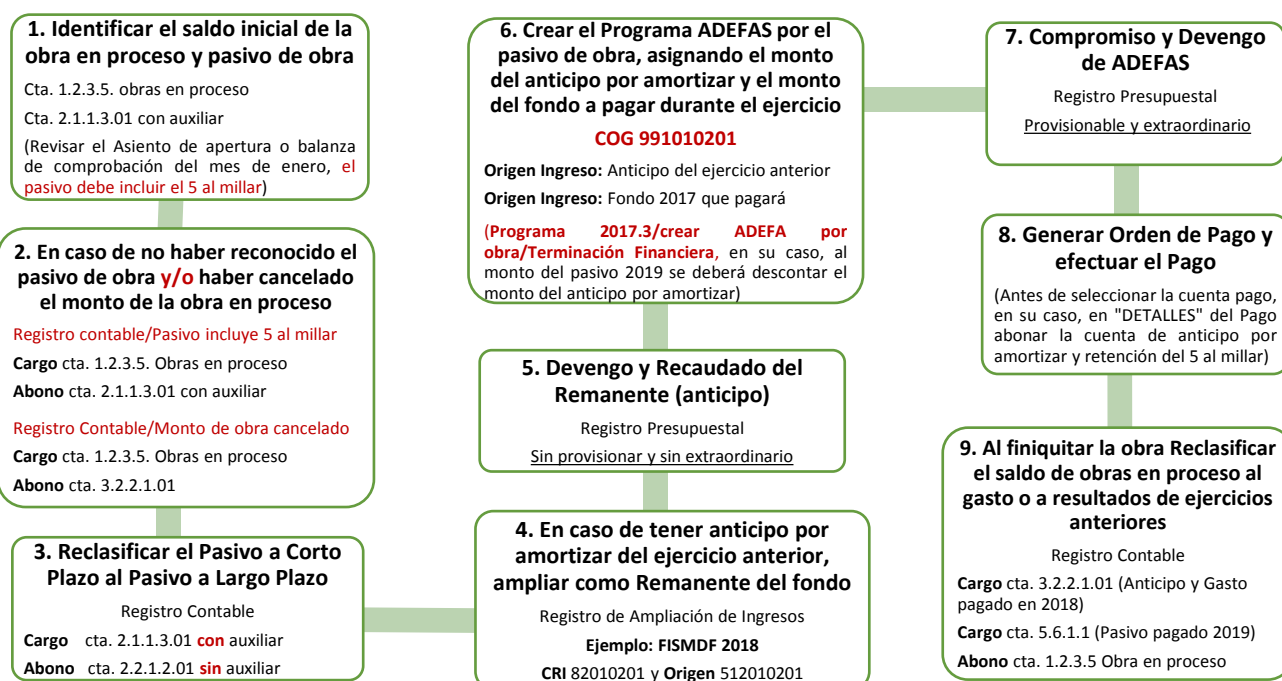 1. Identificar el saldo inicial de la
obra en proceso y pasivo de obra
Cta. 1.2.3.5. obras en proceso
Cta. 2.1.1.3.01 con auxiliar
(Revisar el Asiento de apertura o balanza
de comprobación del mes de enero, el
pasivo debe incluir el 5 al millar)
2. En caso de no haber reconocido el
pasivo de obra y/o haber cancelado
el monto de la obra en proceso
Registro contable/Pasivo incluye 5 al millar
Cargo cta. 1.2.3.5. Obras en proceso
Abono cta. 2.1.1.3.01 con auxiliar
Registro Contable/Monto de obra cancelado
Cargo cta. 1.2.3.5. Obras en proceso
Abono cta. 3.2.2.1.01
3. Reclasificar el Pasivo a Corto
Plazo al Pasivo a Largo Plazo
Registro Contable
Cargo cta. 2.1.1.3.01 con auxiliar
Abono cta. 2.2.1.2.01 sin auxiliar
4. En caso de tener anticipo por
amortizar del ejercicio anterior,
ampliar como Remanente del fondo
Registro de Ampliación de Ingresos
Ejemplo: FISMDF 2018
CRI 82010201 y Origen 512010201
5. Devengo y Recaudado del
Remanente (anticipo)
Registro Presupuestal
Sin provisionar y sin extraordinario
6. Crear el Programa ADEFAS por el
pasivo de obra, asignando el monto
del anticipo por amortizar y el monto
del fondo a pagar durante el ejercicio
COG 991010201
Origen Ingreso: Anticipo del ejercicio anterior
Origen Ingreso: Fondo 2017 que pagará
(Programa 2017.3/crear ADEFA por
obra/Terminación Financiera, en su caso, al
monto del pasivo 2019 se deberá descontar el
monto del anticipo por amortizar)
7. Compromiso y Devengo
de ADEFAS
Registro Presupuestal
Provisionable y extraordinario
8. Generar Orden de Pago y
efectuar el Pago
(Antes de seleccionar la cuenta pago,
en su caso, en "DETALLES" del Pago
abonar la cuenta de anticipo por
amortizar y retención del 5 al millar)
9. Al finiquitar la obra Reclasificar
el saldo de obras en proceso al
gasto o a resultados de ejercicios
anteriores
Registro Contable
Cargo cta. 3.2.2.1.01 (Anticipo y Gasto
pagado en 2018)
Cargo cta. 5.6.1.1 (Pasivo pagado 2019)
Abono cta. 1.2.3.5 Obra en proceso